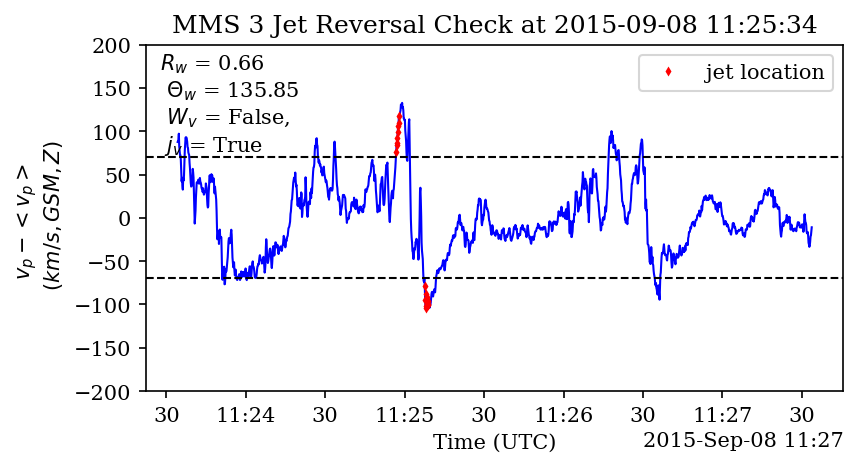 MMS 3 Jet Reversal Check at 2015-09-08 11:25:34
R_w = 0.66
Θ_w = 135.85
W_v = False,
j_v = True
jet location
200
150
100
50
0
−50
−100
−150
−200
v_p − < v_p >
(km/s, GSM, Z)
30 11:24 30 11:25 30 11:26 30 11:27 30
Time (UTC)
2015-Sep-08 11:27